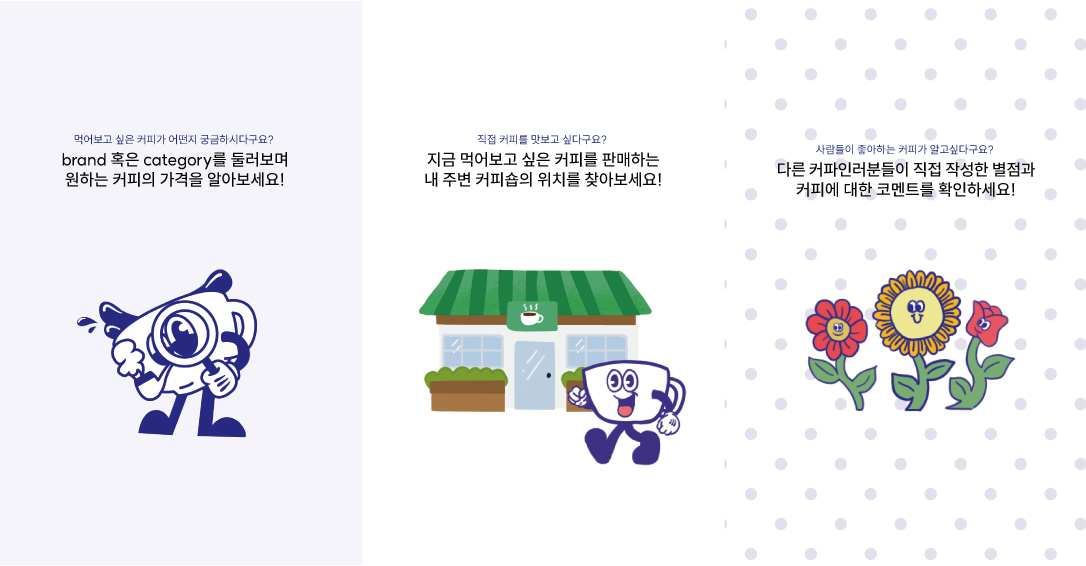 먹어보고 싶은 커피가 어떤지 궁금하시다구요?
brand 혹은 category를 둘러보며
원하는 커피의 가격을 알아보세요!
직접 커피를 맛보고 싶다구요?
지금 먹어보고 싶은 커피를 판매하는
내 주변 커피숍의 위치를 찾아보세요!
사람들이 좋아하는 커피가 알고싶다구요?
다른 커파인러분들이 직접 작성한 별점과
커피에 대한 코멘트를 확인하세요!